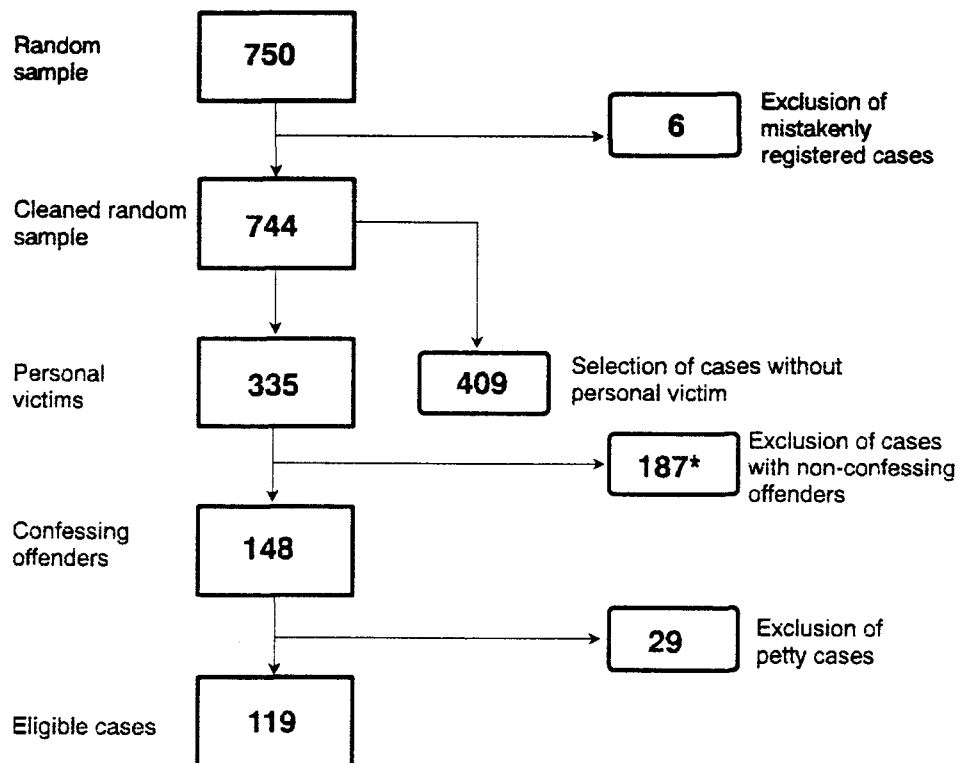 Random
sample
750
6
Exclusion of
mistakenly
registered cases
Cleaned random
sample
744
Personal
victims
335
409
Selection of cases without
personal victim
187*
Exclusion of cases
with non-confessing
offenders
Confessing
offenders
148
29
Exclusion of
petty cases
Eligible cases
119